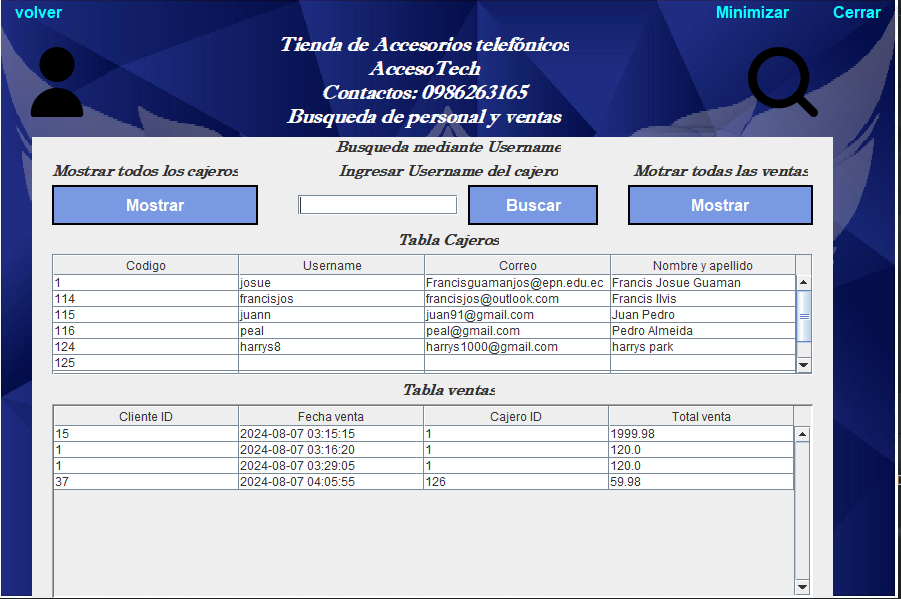 volver Minimizar Cerrar
Tienda de Accesorios telefónicos
AccesoTech
Contactos: 0986263165
Busqueda de personal y ventas
Busqueda mediante Username
Mostrar todos los cajeros Ingresar Username del cajero Motrar todas las ventas
Mostrar Buscar Mostrar
Tabla Cajeros
Codigo Username Correo Nombre y apellido
1 josue Francisguamanjos@epn.edu.ec Francis Josue Guaman
114 francisjos francisjos@outlook.com Francis Ilvis
115 juann juan91@gmail.com Juan Pedro
116 peal peal@gmail.com Pedro Almeida
124 harrys8 harrys1000@gmail.com harrys park
125
Tabla ventas
Cliente ID Fecha venta Cajero ID Total venta
15 2024-08-07 03:15:15 1 1999.98
1 2024-08-07 03:16:20 1 120.0
1 2024-08-07 03:29:05 1 120.0
37 2024-08-07 04:05:55 126 59.98